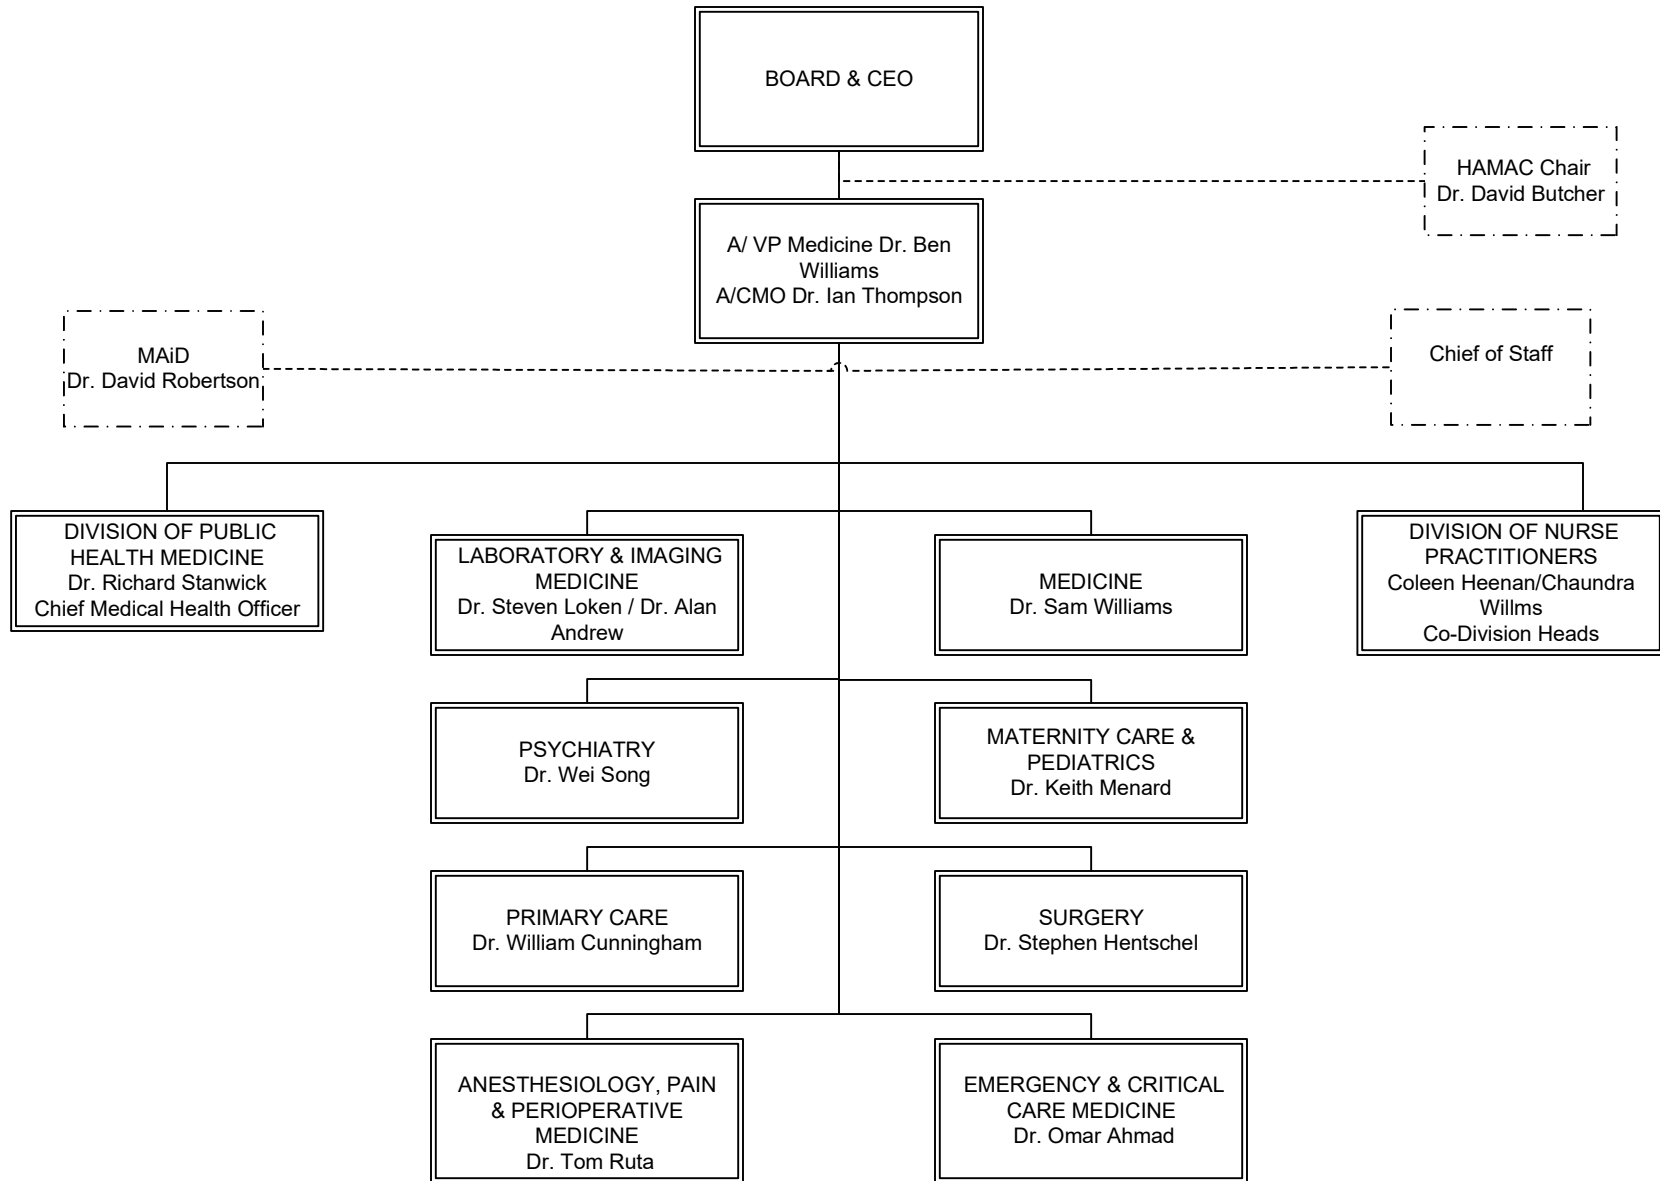 BOARD & CEO
HAMAC Chair
Dr. David Butcher
A/ VP Medicine Dr. Ben
Williams
A/CMO Dr. Ian Thompson
MAiD
Dr. David Robertson
Chief of Staff
DIVISION OF PUBLIC
HEALTH MEDICINE
Dr. Richard Stanwick
Chief Medical Health Officer
LABORATORY & IMAGING
MEDICINE
Dr. Steven Loken / Dr. Alan
Andrew
MEDICINE
Dr. Sam Williams
DIVISION OF NURSE
PRACTITIONERS
Coleen Heenan/Chaundra
Willms
Co-Division Heads
PSYCHIATRY
Dr. Wei Song
MATERNITY CARE &
PEDIATRICS
Dr. Keith Menard
PRIMARY CARE
Dr. William Cunningham
SURGERY
Dr. Stephen Hentschel
ANESTHESIOLOGY, PAIN
& PERIOPERATIVE
MEDICINE
Dr. Tom Ruta
EMERGENCY & CRITICAL
CARE MEDICINE
Dr. Omar Ahmad